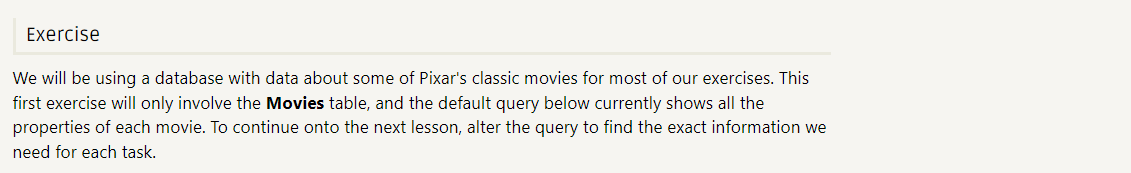 Exercise
We will be using a database with data about some of Pixar's classic movies for most of our exercises. This
first exercise will only involve the Movies table, and the default query below currently shows all the
properties of each movie. To continue onto the next lesson, alter the query to find the exact information we
need for each task.